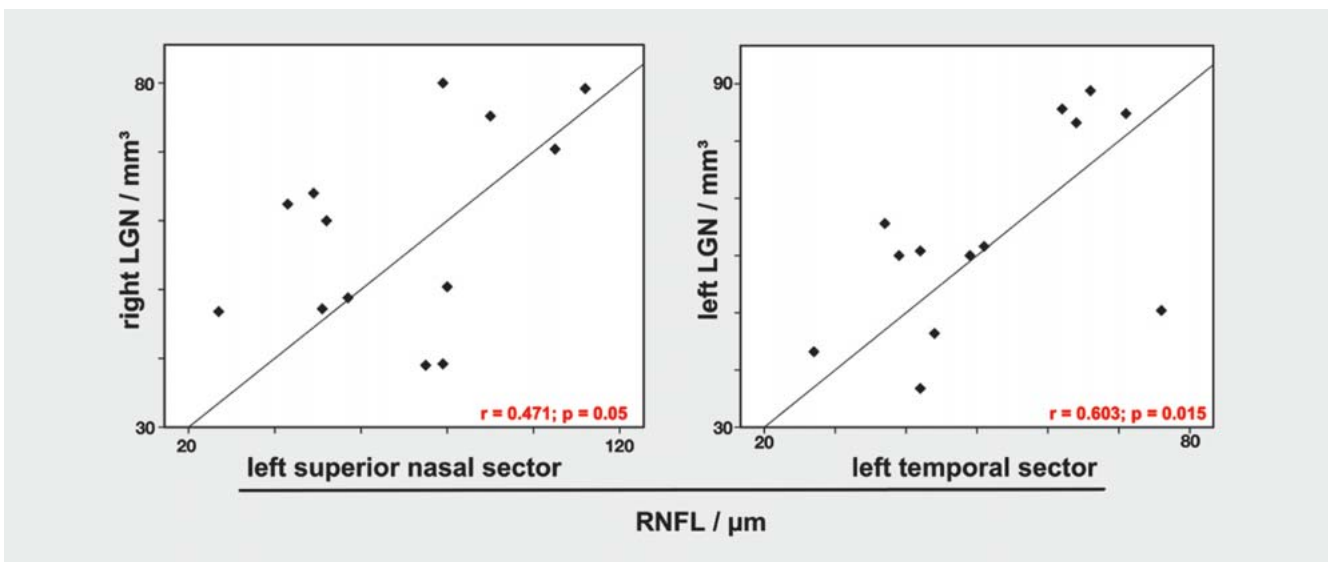 80
right LGN / mm³
30
r = 0.471; p = 0.05
20
120
left superior nasal sector
90
left LGN / mm³
30
r = 0.603; p = 0.015
20
80
left temporal sector
RNFL / µm